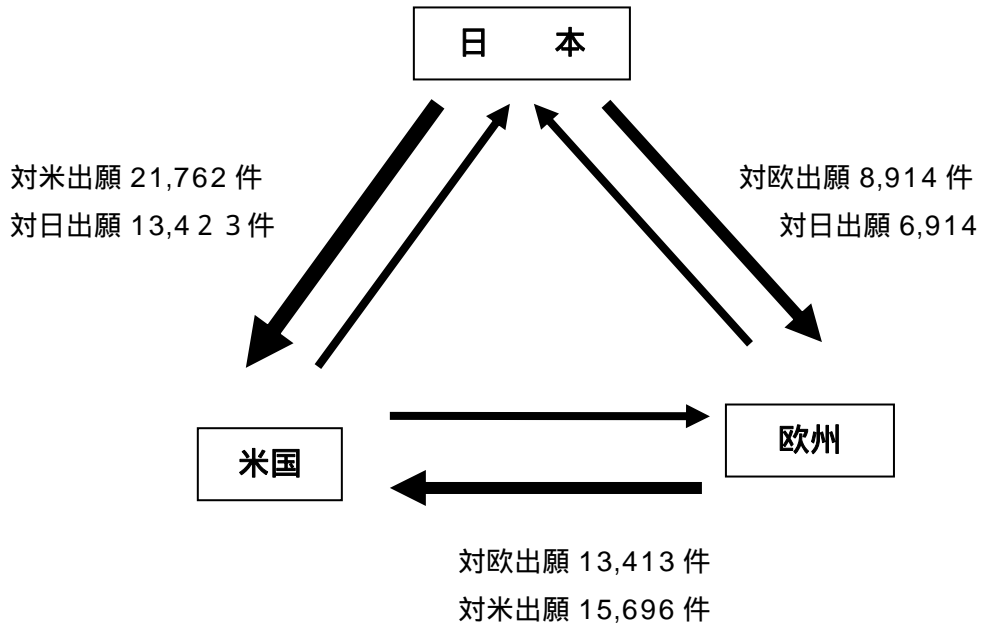 日　　本
対米出願 21,762 件
対日出願 13,4２３件
対欧出願 8,914 件
対日出願 6,914
米国
欧州
対欧出願 13,413 件
対米出願 15,696 件